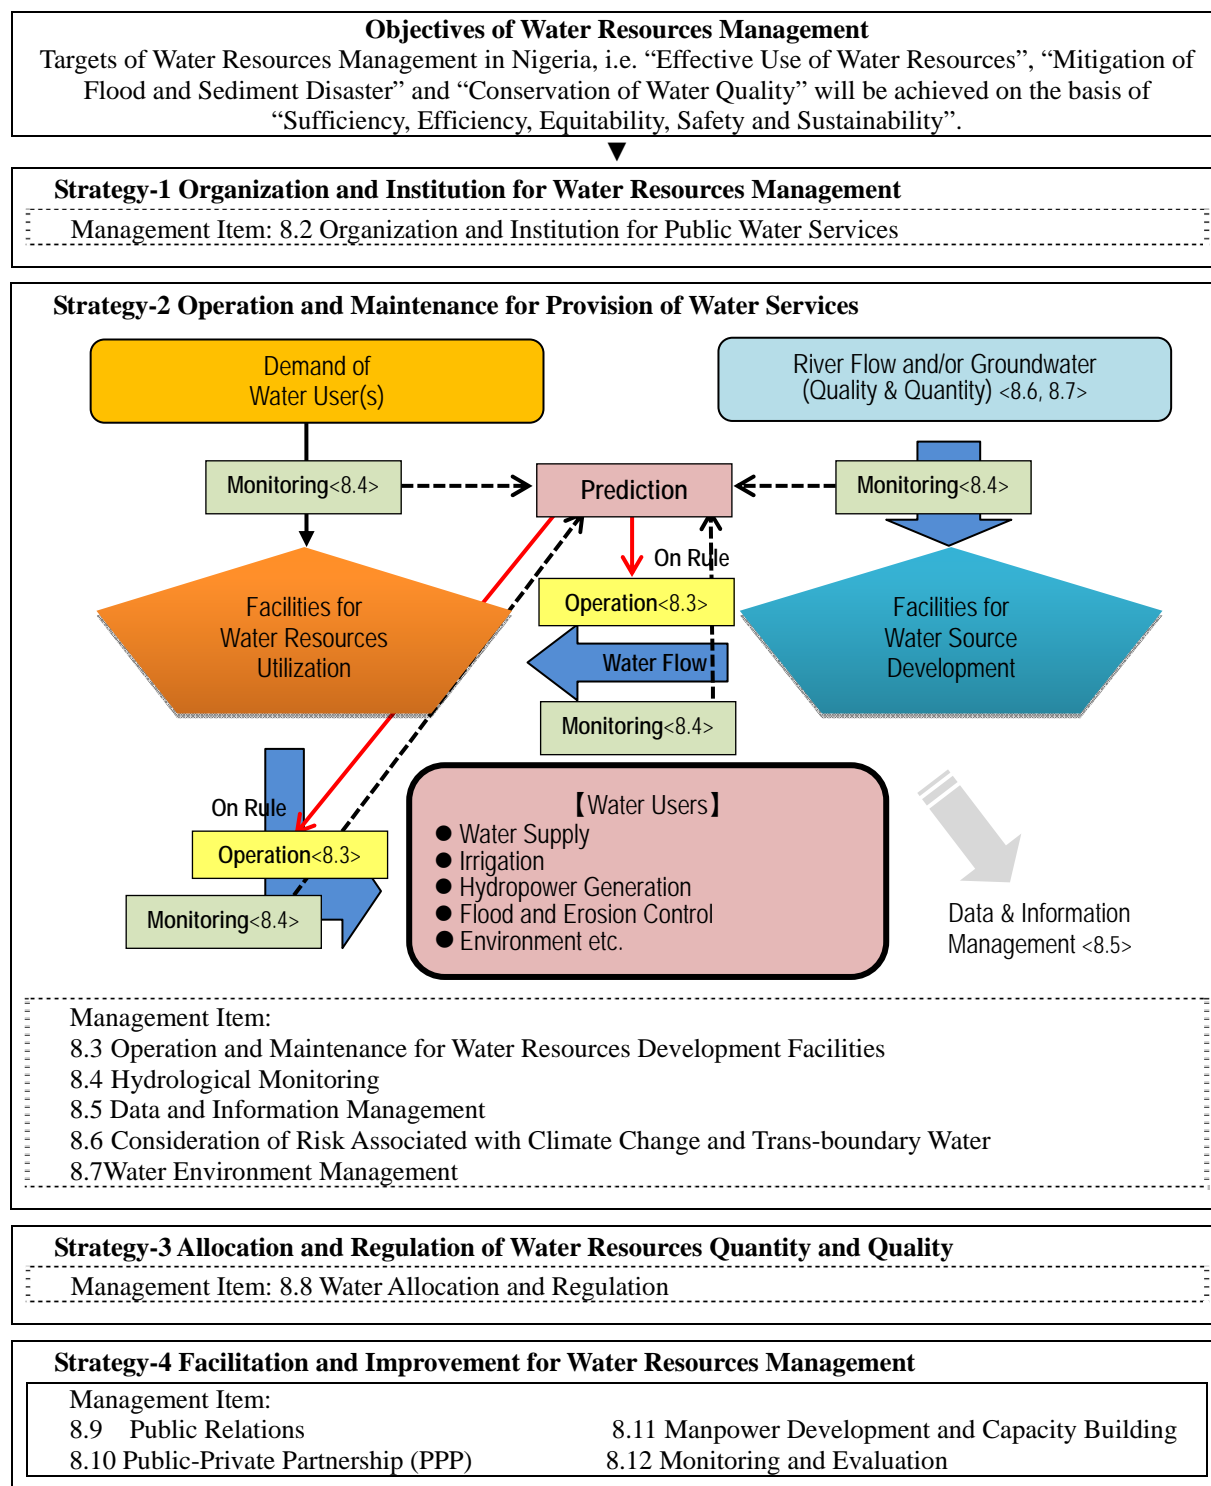 Objectives of Water Resources Management
Targets of Water Resources Management in Nigeria, i.e. “Effective Use of Water Resources”, “Mitigation of
Flood and Sediment Disaster” and “Conservation of Water Quality” will be achieved on the basis of
“Sufficiency, Efficiency, Equitability, Safety and Sustainability”.
Strategy-1 Organization and Institution for Water Resources Management
Management Item: 8.2 Organization and Institution for Public Water Services
Strategy-2 Operation and Maintenance for Provision of Water Services
Demand of
Water User(s)
River Flow and/or Groundwater
(Quality & Quantity) <8.6, 8.7>
Monitoring<8.4>
Prediction
Monitoring<8.4>
On Rule
Operation<8.3>
Facilities for
Water Resources
Utilization
Water Flow
Facilities for
Water Source
Development
Monitoring<8.4>
On Rule
Operation<8.3>
Monitoring<8.4>
【Water Users】
● Water Supply
● Irrigation
● Hydropower Generation
● Flood and Erosion Control
● Environment etc.
Data & Information
Management <8.5>
Management Item:
8.3 Operation and Maintenance for Water Resources Development Facilities
8.4 Hydrological Monitoring
8.5 Data and Information Management
8.6 Consideration of Risk Associated with Climate Change and Trans-boundary Water
8.7Water Environment Management
Strategy-3 Allocation and Regulation of Water Resources Quantity and Quality
Management Item: 8.8 Water Allocation and Regulation
Strategy-4 Facilitation and Improvement for Water Resources Management
Management Item:
8.9 Public Relations 8.11 Manpower Development and Capacity Building
8.10 Public-Private Partnership (PPP) 8.12 Monitoring and Evaluation